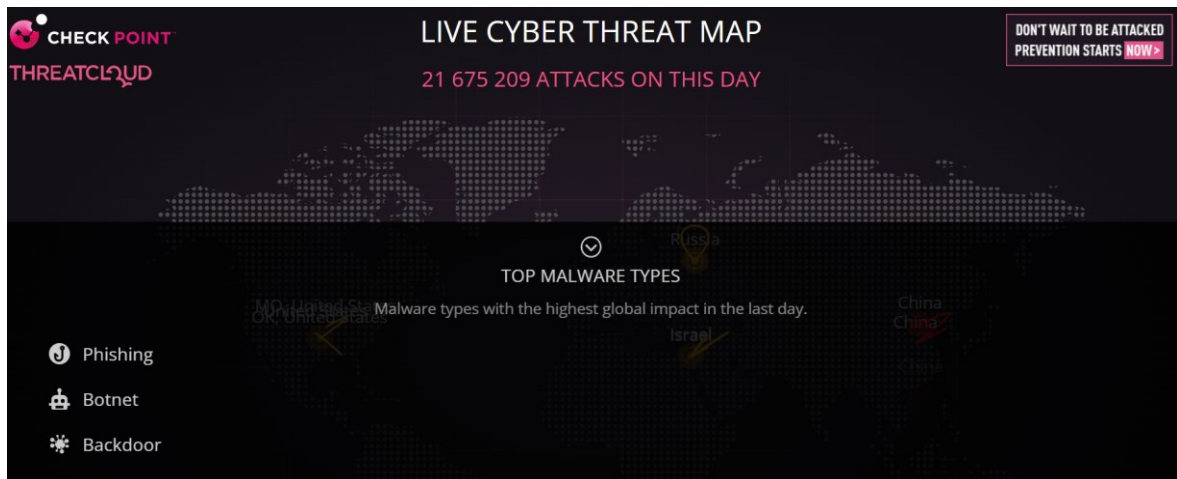 CHECK POINT
THREATCLOUD
LIVE CYBER THREAT MAP
21 675 209 ATTACKS ON THIS DAY
DON'T WAIT TO BE ATTACKED
PREVENTION STARTS NOW >
Russia
TOP MALWARE TYPES
Malware types with the highest global impact in the last day.
MO, United States
OK, United States
China
China
Israel
China
Phishing
Botnet
Backdoor